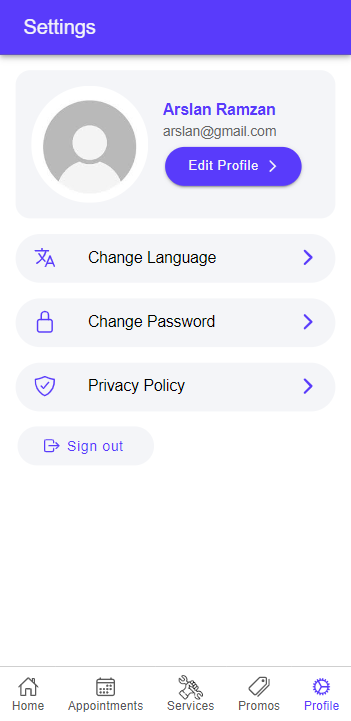 Settings
Arslan Ramzan
arslan@gmail.com
Edit Profile
Change Language
Change Password
Privacy Policy
Sign out
Home Appointments Services Promos Profile